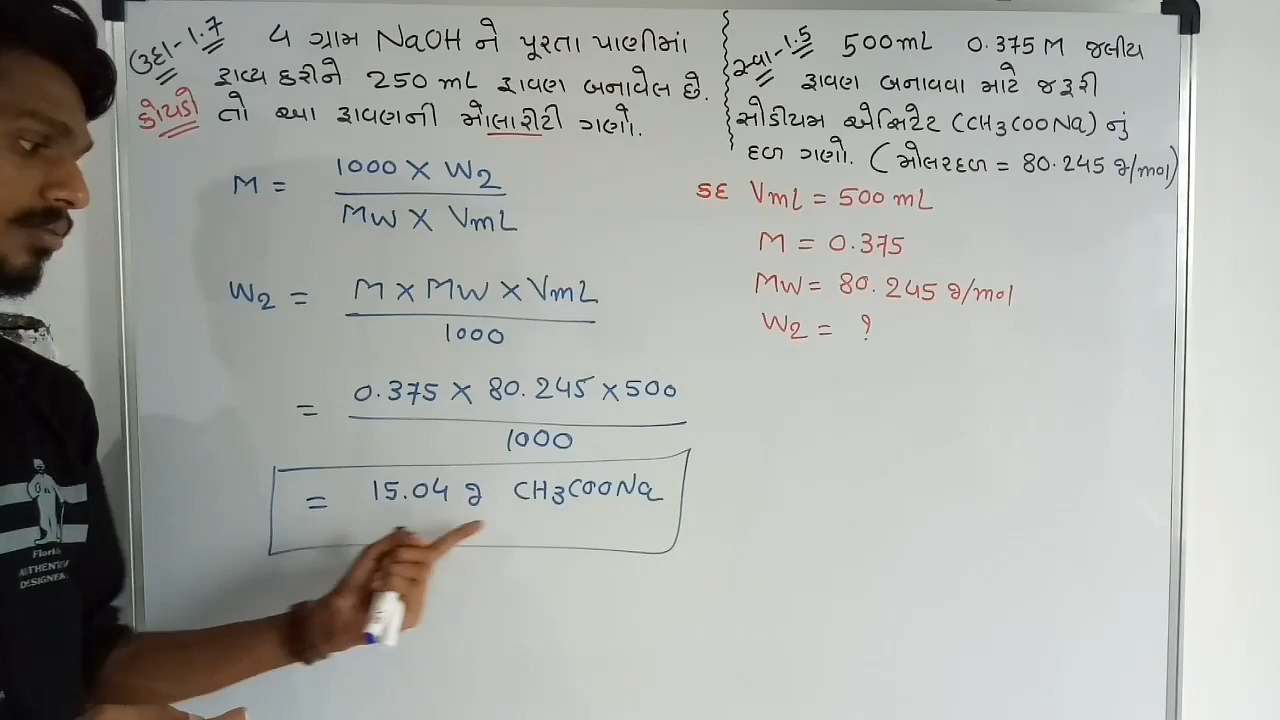 ઉદા-1.7 4 ગ્રામ NaOH ને પૂરતા પાણીમાં
દ્રાવ્ય કરીને 250 mL દ્રાવણ બનાવેલ છે.
કોયડો તો આ દ્રાવણની મોલારીટી ગણો.
M = 1000 X W2
MW X VmL
W2 = M X MW X VmL
1000
= 0.375 X 80.245 X 500
1000
= 15.04 g CH3COONa
સ્વા-1.5 500mL 0.375 M જલીય
દ્રાવણ બનાવવા માટે જરૂરી
સોડીયમ એસિટેટ (CH3COONa) નું
દળ ગણો. (મોલરદળ = 80.245 g/mol)
કદ VmL = 500 mL
M = 0.375
MW = 80.245 g/mol
W2 = ?
AUTHENTIV
DESIGNER